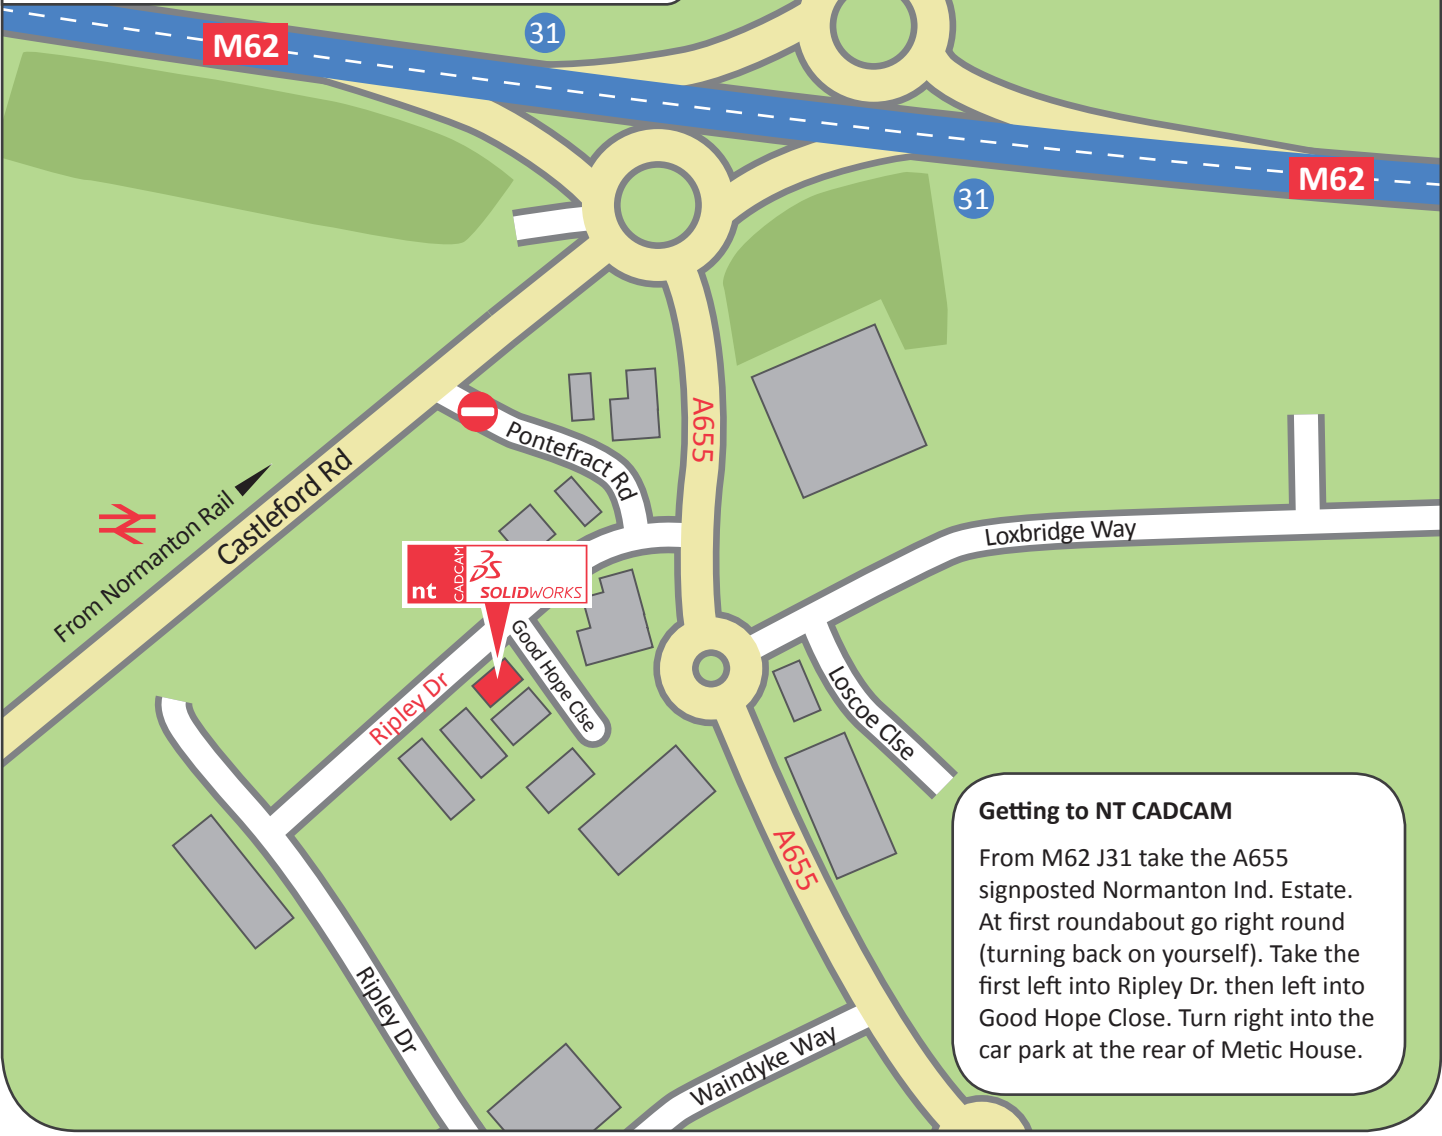 31
M62
M62
31
A655
Pontefract Rd
Castleford Rd
From Normanton Rail
Loxbridge Way
nt
CADCAM
3DS
SOLIDWORKS
Good Hope Clse
Ripley Dr
Loscoe Clse
A655
Ripley Dr
Waindyke Way
Getting to NT CADCAM
From M62 J31 take the A655
signposted Normanton Ind. Estate.
At first roundabout go right round
(turning back on yourself). Take the
first left into Ripley Dr. then left into
Good Hope Close. Turn right into the
car park at the rear of Metic House.